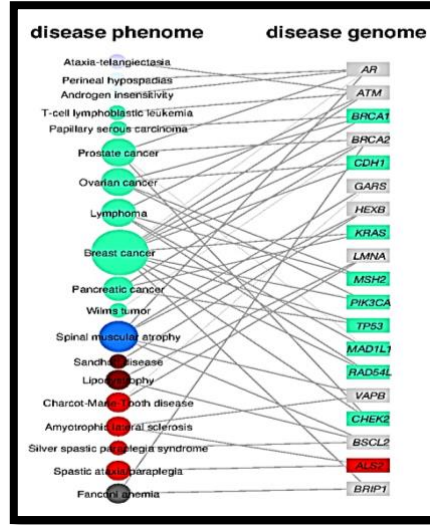 disease phenome
disease genome
Ataxia-telangiectasia
Perineal hypospadias
Androgen insensitivity
T-cell lymphoblastic leukemia
Papillary serous carcinoma
Prostate cancer
Ovarian cancer
Lymphoma
Breast cancer
Pancreatic cancer
Wilms tumor
Spinal muscular atrophy
Sandhoff disease
Lipodystrophy
Charcot-Marie-Tooth disease
Amyotrophic lateral sclerosis
Silver spastic paraplegia syndrome
Spastic ataxia/paraplegia
Fanconi anemia
AR
ATM
BRCA1
BRCA2
CDH1
GARS
HEXB
KRAS
LMNA
MSH2
PIK3CA
TP53
MAD1L1
RAD54L
VAPB
CHEK2
BSCL2
ALS2
BRIP1